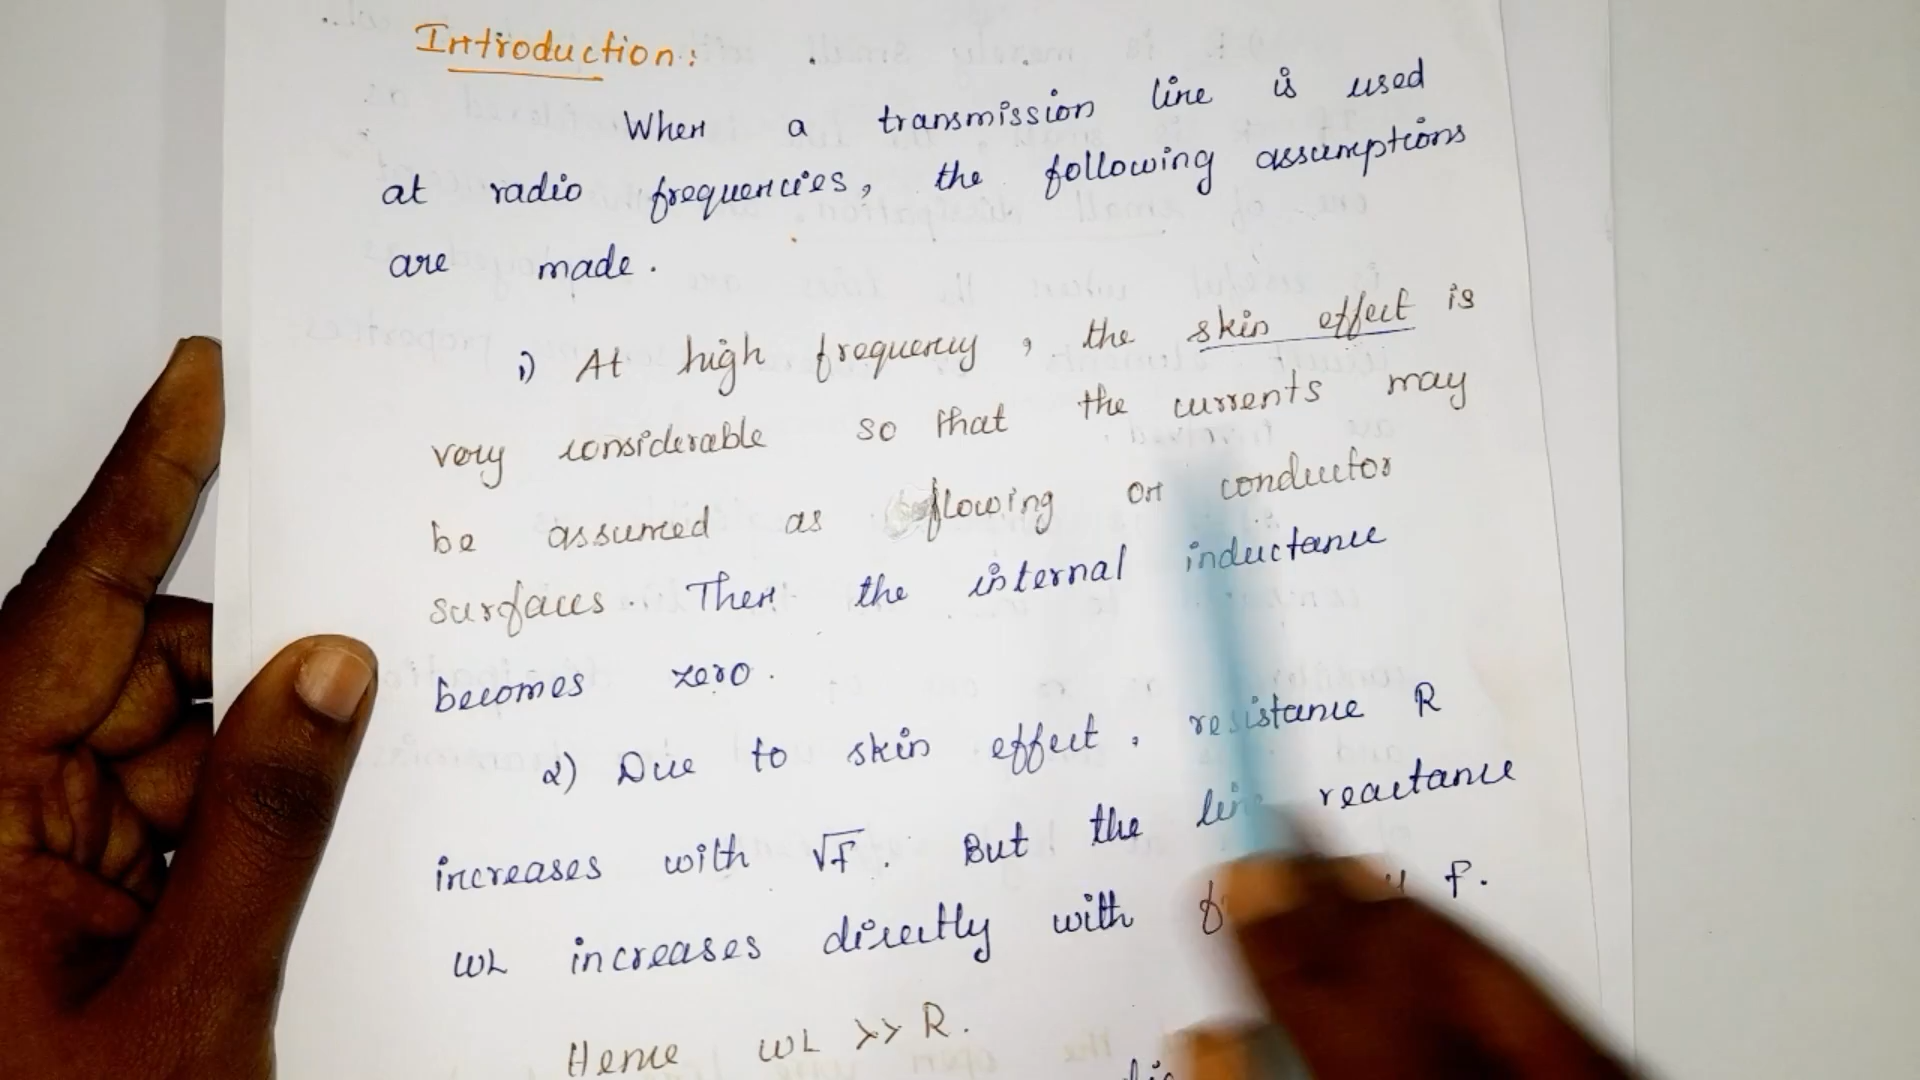 Introduction:
When a transmission line is used
at radio frequencies, the following assumptions
are made.
1) At high frequency, the skin effect is
very considerable so that the currents may
be assumed as flowing on conductor
surfaces. Then the internal inductance
becomes zero.
2) Due to skin effect, resistance R
increases with √f. But the line reactance
ωL increases directly with f.
Hence ωL >> R.